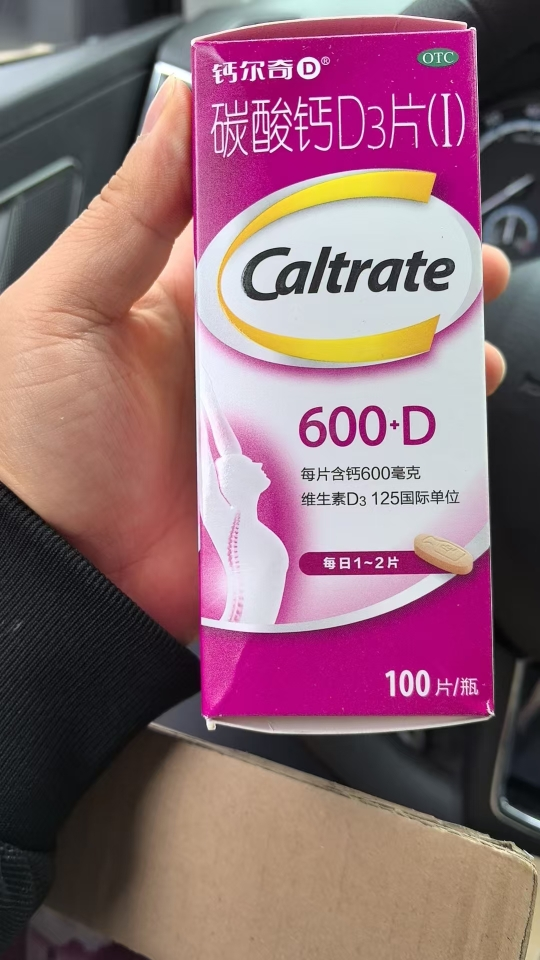 钙尔奇D®
OTC
碳酸钙D3片(I)
Caltrate
600+D
每片含钙600毫克
维生素D3 125国际单位
每日1~2片
100片/瓶